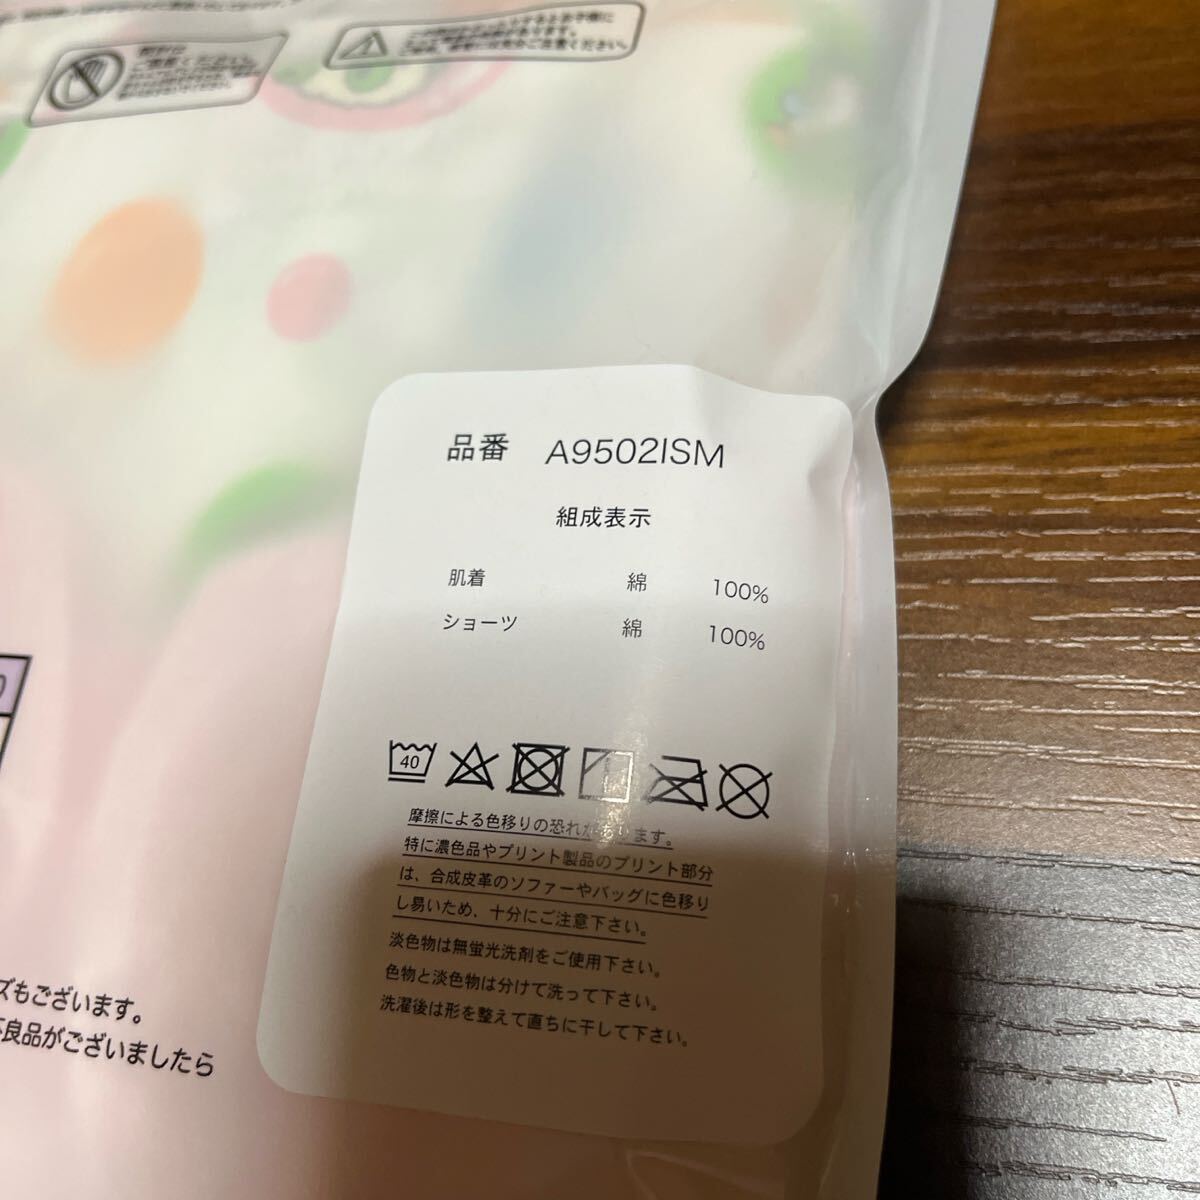 品番 A9502ISM
組成表示
肌着 綿 100%
ショーツ 綿 100%
40
摩擦による色移りの恐れがあります。
特に濃色品やプリント製品のプリント部分
は、合成皮革のソファーやバッグに色移り
し易いため、十分にご注意下さい。
淡色物は無蛍光洗剤をご使用下さい。
色物と淡色物は分けて洗って下さい。
洗濯後は形を整えて直ちに干して下さい。
ズもございます。
不良品がございましたら